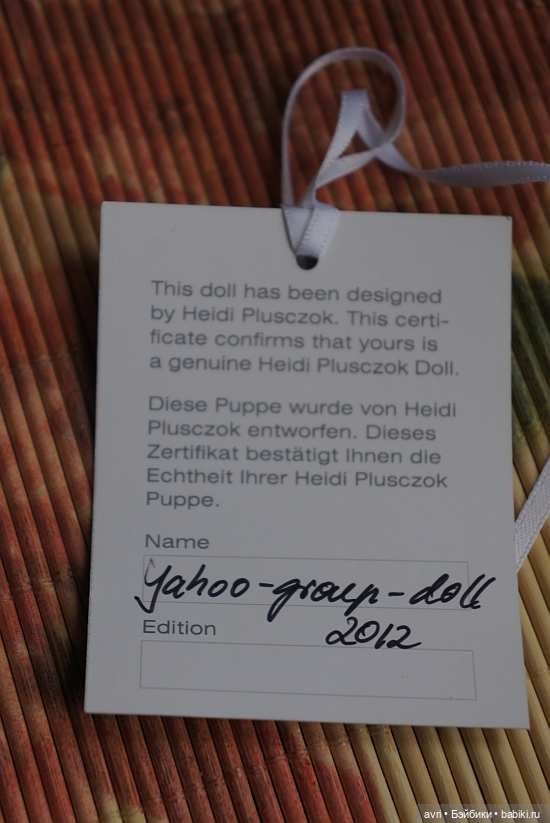 This doll has been designed
by Heidi Plusczok. This certi-
ficate confirms that yours is
a genuine Heidi Plusczok Doll.
Diese Puppe wurde von Heidi
Plusczok entworfen. Dieses
Zertifikat bestätigt Ihnen die
Echtheit Ihrer Heidi Plusczok
Puppe.
Name
Yahoo-group-doll
Edition
2012
avri • Бэйбики • babiki.ru